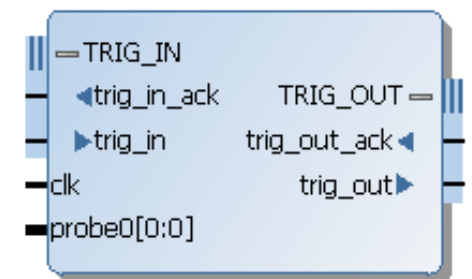 TRIG_IN
trig_in_ack
TRIG_OUT
trig_in
trig_out_ack
clk
trig_out
probe0[0:0]